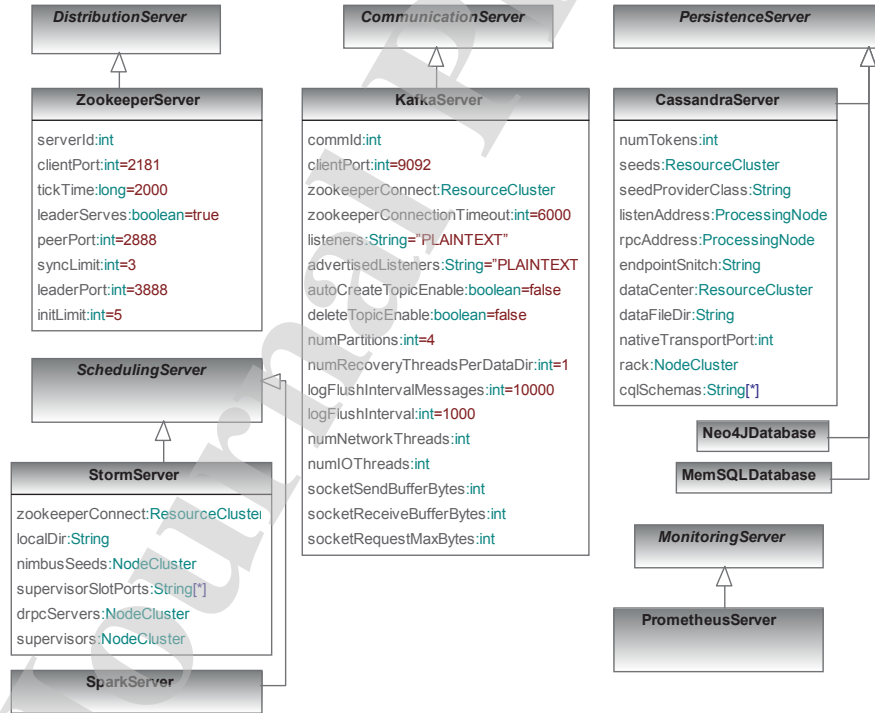 DistributionServer
ZookeeperServer
serverId:int
clientPort:int=2181
tickTime:long=2000
leaderServes:boolean=true
peerPort:int=2888
syncLimit:int=3
leaderPort:int=3888
initLimit:int=5
SchedulingServer
StormServer
zookeeperConnect:ResourceCluster
localDir:String
nimbusSeeds:NodeCluster
supervisorSlotPorts:String[*]
drpcServers:NodeCluster
supervisors:NodeCluster
SparkServer
CommunicationServer
KafkaServer
commId:int
clientPort:int=9092
zookeeperConnect:ResourceCluster
zookeeperConnectionTimeout:int=6000
listeners:String="PLAINTEXT”
advertisedListeners:String=”PLAINTEXT
autoCreateTopicEnable:boolean=false
deleteTopicEnable:boolean=false
numPartitions:int=4
numRecoveryThreadsPerDataDir:int=1
logFlushIntervalMessages:int=10000
logFlushInterval:int=1000
numNetworkThreads:int
numIOThreads:int
socketSendBufferBytes:int
socketReceiveBufferBytes:int
socketRequestMaxBytes:int
PersistenceServer
CassandraServer
numTokens:int
seeds:ResourceCluster
seedProviderClass:String
listenAddress:ProcessingNode
rpcAddress:ProcessingNode
endpointSnitch:String
dataCenter:ResourceCluster
dataFileDir:String
nativeTransportPort:int
rack:NodeCluster
cqlSchemas:String[*]
Neo4JDatabase
MemSQLDatabase
MonitoringServer
PrometheusServer
Journal P